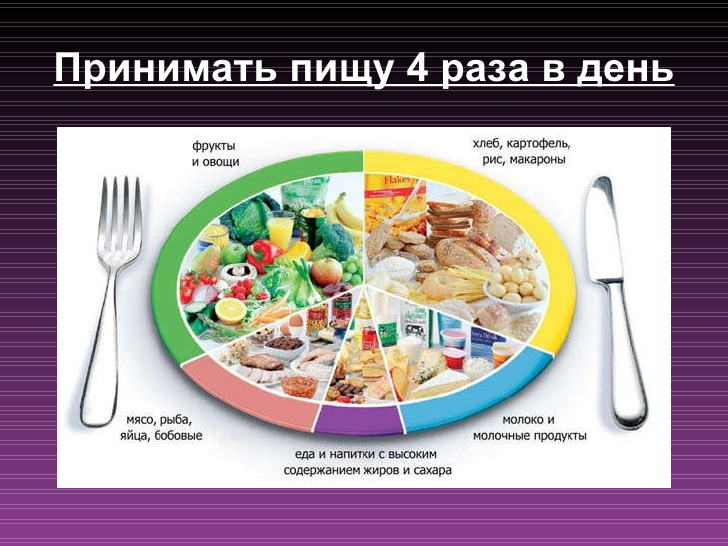 Принимать пищу 4 раза в день
фрукты
и овощи
хлеб, картофель,
рис, макароны
Flakes
мясо, рыба,
яйца, бобовые
молоко и
молочные продукты
еда и напитки с высоким
содержанием жиров и сахара